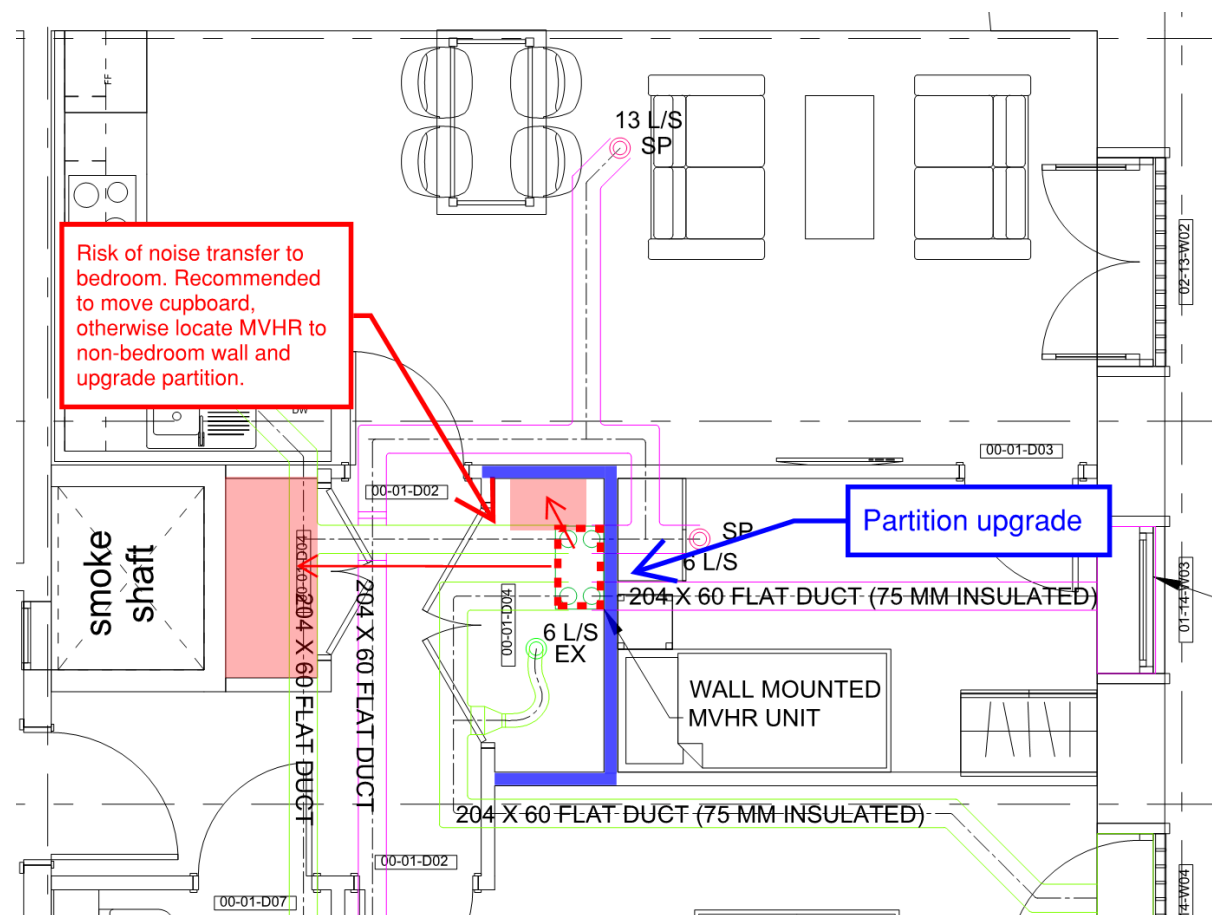 FF
13 L/S
SP
02-13-W02
Risk of noise transfer to
bedroom. Recommended
to move cupboard,
otherwise locate MVHR to
non-bedroom wall and
upgrade partition.
DW
00-01-D03
00-01-D02
Partition upgrade
SP
6 L/S
smoke
shaft
204 X 60 FLAT DUCT
204 X 60 FLAT DUCT
00-01-D04
204 X 60 FLAT DUCT (75 MM INSULATED)
01-14-W03
6 L/S
EX
WALL MOUNTED
MVHR UNIT
204 X 60 FLAT DUCT (75 MM INSULATED)
00-01-D02
00-01-D07